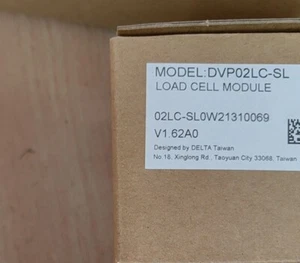 MODEL:DVP02LC-SL
LOAD CELL MODULE
02LC-SL0W21310069
V1.62A0
Designed by DELTA Taiwan
No.18, Xinglong Rd., Taoyuan City 33068, Taiwan